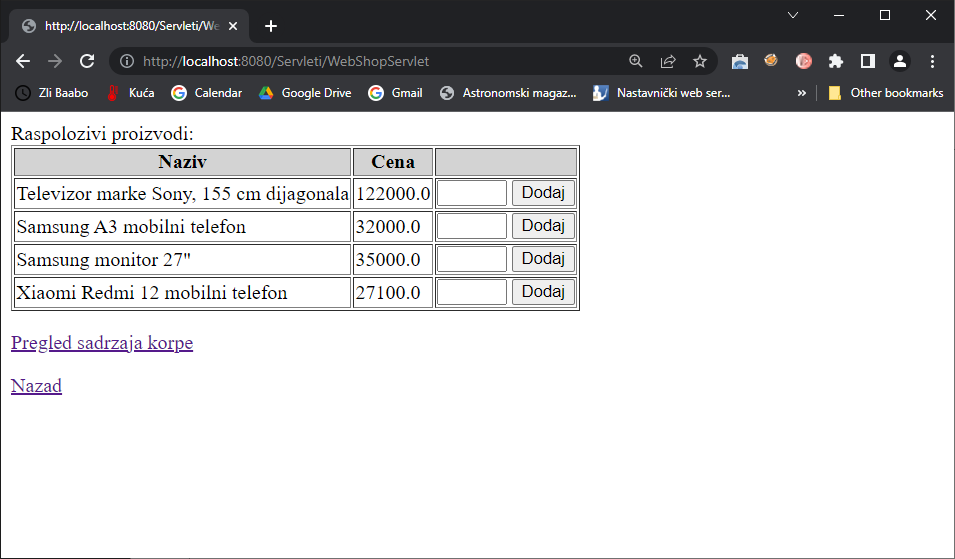 http://localhost:8080/Servleti/We
http://localhost:8080/Servleti/WebShopServlet
Zli Baabo Kuća Calendar Google Drive Gmail Astronomski magaz... Nastavnički web ser... » Other bookmarks
Raspolozivi proizvodi:
Naziv Cena
Televizor marke Sony, 155 cm dijagonala 122000.0 Dodaj
Samsung A3 mobilni telefon 32000.0 Dodaj
Samsung monitor 27" 35000.0 Dodaj
Xiaomi Redmi 12 mobilni telefon 27100.0 Dodaj
Pregled sadrzaja korpe
Nazad